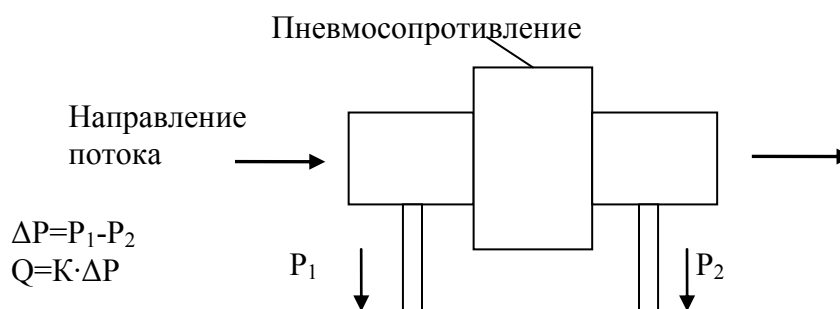 Пневмосопротивление
Направление
потока
ΔP=P₁-P₂
Q=K·ΔP
P₁
P₂